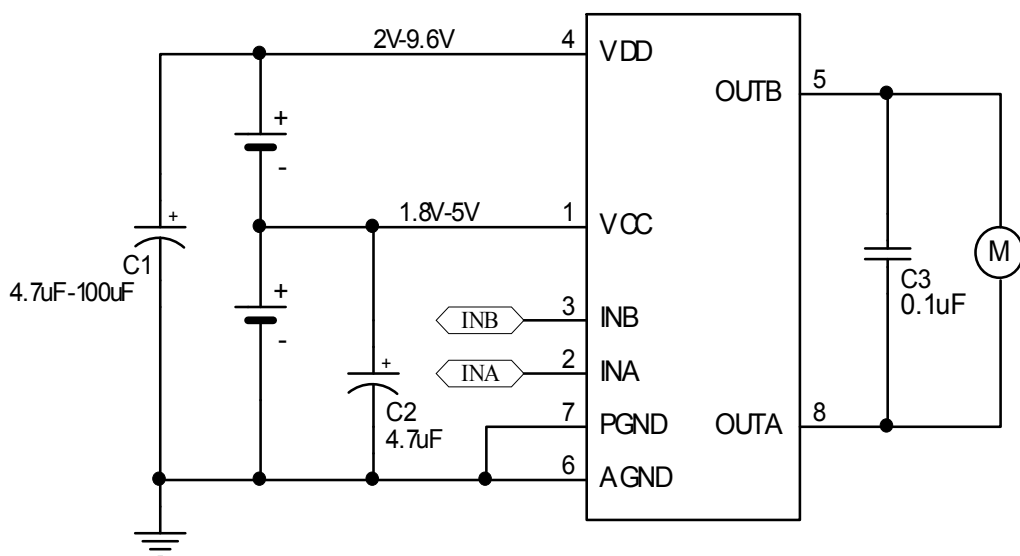 2V-9.6V
4
VDD
OUTB
5
+
-
+
C1
4.7uF-100uF
1.8V-5V
1
VCC
M
C3
0.1uF
+
-
INB
3
INB
INA
2
INA
+
C2
4.7uF
7
PGND
OUTA
8
6
AGND